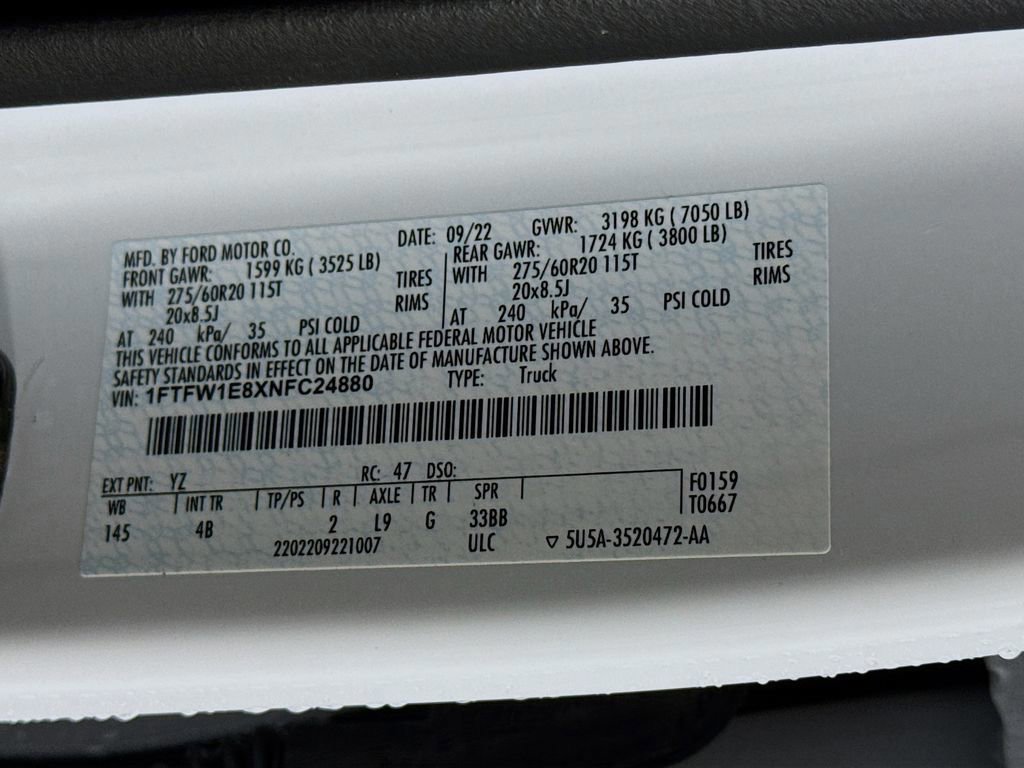 MFD. BY FORD MOTOR CO. DATE: 09/22 GVWR: 3198 KG ( 7050 LB)
FRONT GAWR: 1599 KG ( 3525 LB) REAR GAWR: 1724 KG ( 3800 LB)
WITH 275/60R20 115T TIRES WITH 275/60R20 115T TIRES
20x8.5J RIMS 20x8.5J RIMS
AT 240 kPa/ 35 PSI COLD AT 240 kPa/ 35 PSI COLD
THIS VEHICLE CONFORMS TO ALL APPLICABLE FEDERAL MOTOR VEHICLE
SAFETY STANDARDS IN EFFECT ON THE DATE OF MANUFACTURE SHOWN ABOVE.
VIN: 1FTFW1E8XNFC24880 TYPE: Truck
EXT PNT: YZ RC: 47 DSO: F0159
WB INT TR TP/PS R AXLE TR SPR T0667
145 4B 2 L9 G 33BB
2202209221007 ULC ▽ 5U5A-3520472-AA